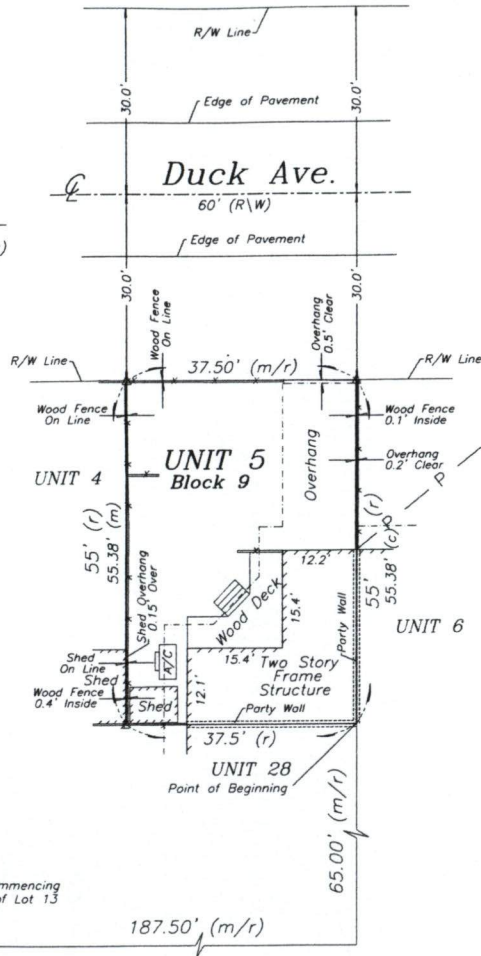 R/W Line
30.0'
30.0'
Edge of Pavement
Duck Ave.
60' (R\W)
Edge of Pavement
30.0'
30.0'
Wood Fence
On Line
Overhang
0.5' Clear
R/W Line
37.50' (m/r)
R/W Line
Wood Fence
On Line
Wood Fence
0.1' Inside
UNIT 5
Block 9
Overhang
Overhang
0.2' Clear
UNIT 4
P
P
55' (r)
55.38' (m)
55' (r)
55.38' (c)
12.2'
Wood Deck
15.4'
Shed Overhang
0.15' Over
Party Wall
UNIT 6
Shed
On Line
Shed
A/C
15.4'
Two Story
Frame
Structure
12.1'
Wood Fence
0.4' Inside
Shed
Party Wall
37.5' (r)
UNIT 28
Point of Beginning
65.00' (m/r)
mmencing
of Lot 13
187.50' (m/r)